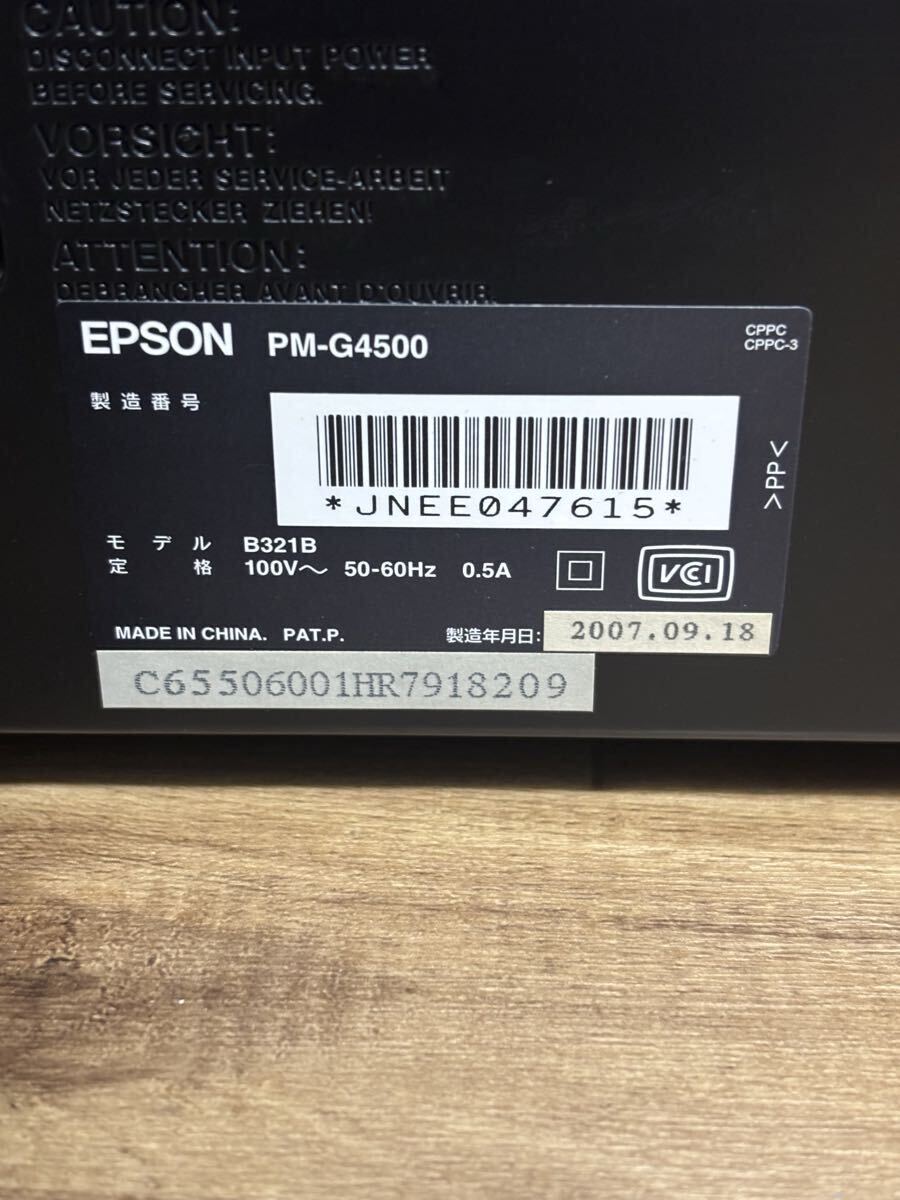 CAUTION:
DISCONNECT INPUT POWER
BEFORE SERVICING.
VORSICHT:
VOR JEDER SERVICE-ARBEIT
NETZSTECKER ZIEHEN!
ATTENTION:
DEBRANCHER AVANT D'OUVRIR.
EPSON PM-G4500
CPPC
CPPC-3
製造番号
*JNEE047615*
>PP<
モデル B321B
定格 100V～ 50-60Hz 0.5A
VCI
MADE IN CHINA. PAT.P. 製造年月日: 2007.09.18
C65506001HR7918209